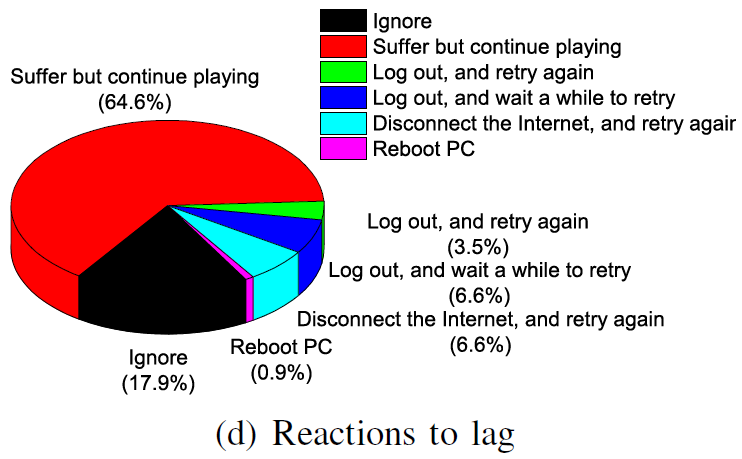 Ignore
Suffer but continue playing
Log out, and retry again
Log out, and wait a while to retry
Disconnect the Internet, and retry again
Reboot PC
Suffer but continue playing
(64.6%)
Log out, and retry again
(3.5%)
Log out, and wait a while to retry
(6.6%)
Disconnect the Internet, and retry again
(6.6%)
Reboot PC
(0.9%)
Ignore
(17.9%)
(d) Reactions to lag